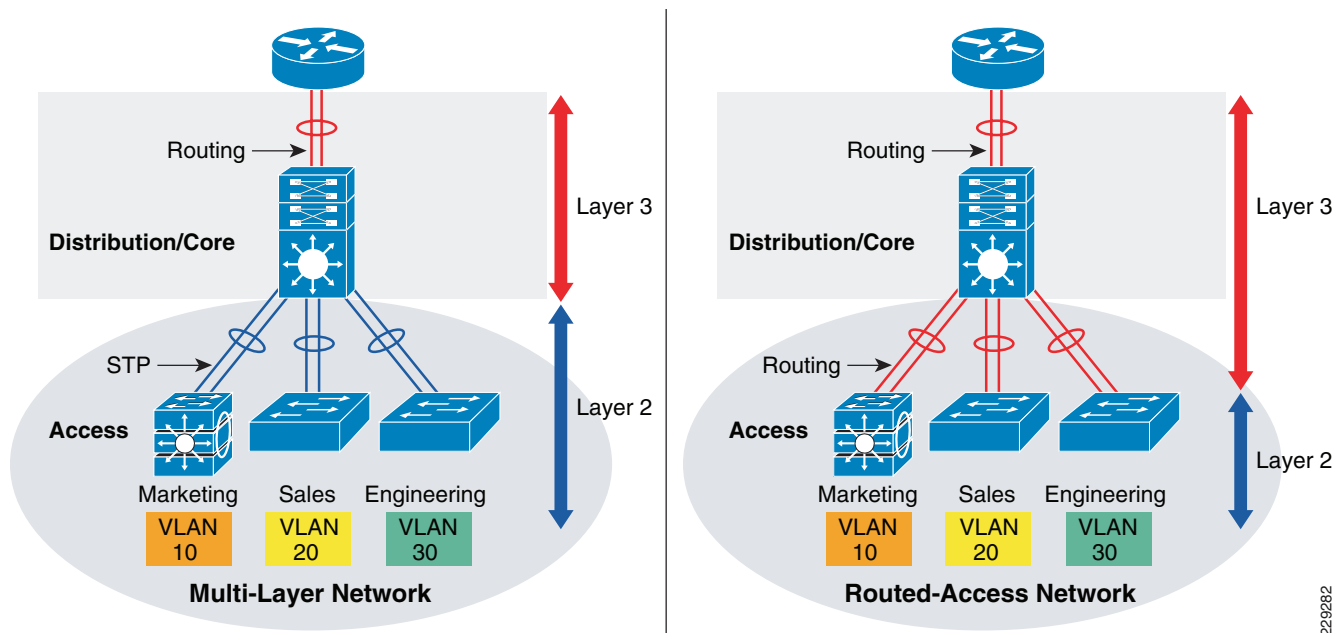 Routing
Layer 3
Distribution/Core
STP
Layer 2
Access
Marketing Sales Engineering
VLAN 10
VLAN 20
VLAN 30
Multi-Layer Network
Routing
Layer 3
Distribution/Core
Routing
Access
Layer 2
Marketing Sales Engineering
VLAN 10
VLAN 20
VLAN 30
Routed-Access Network
229282